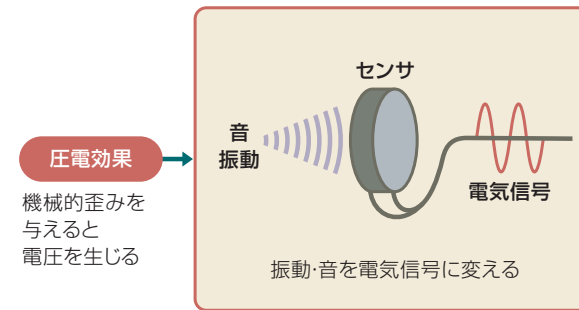 圧電効果
機械的歪みを
与えると
電圧を生じる
センサ
音
振動
電気信号
振動・音を電気信号に変える